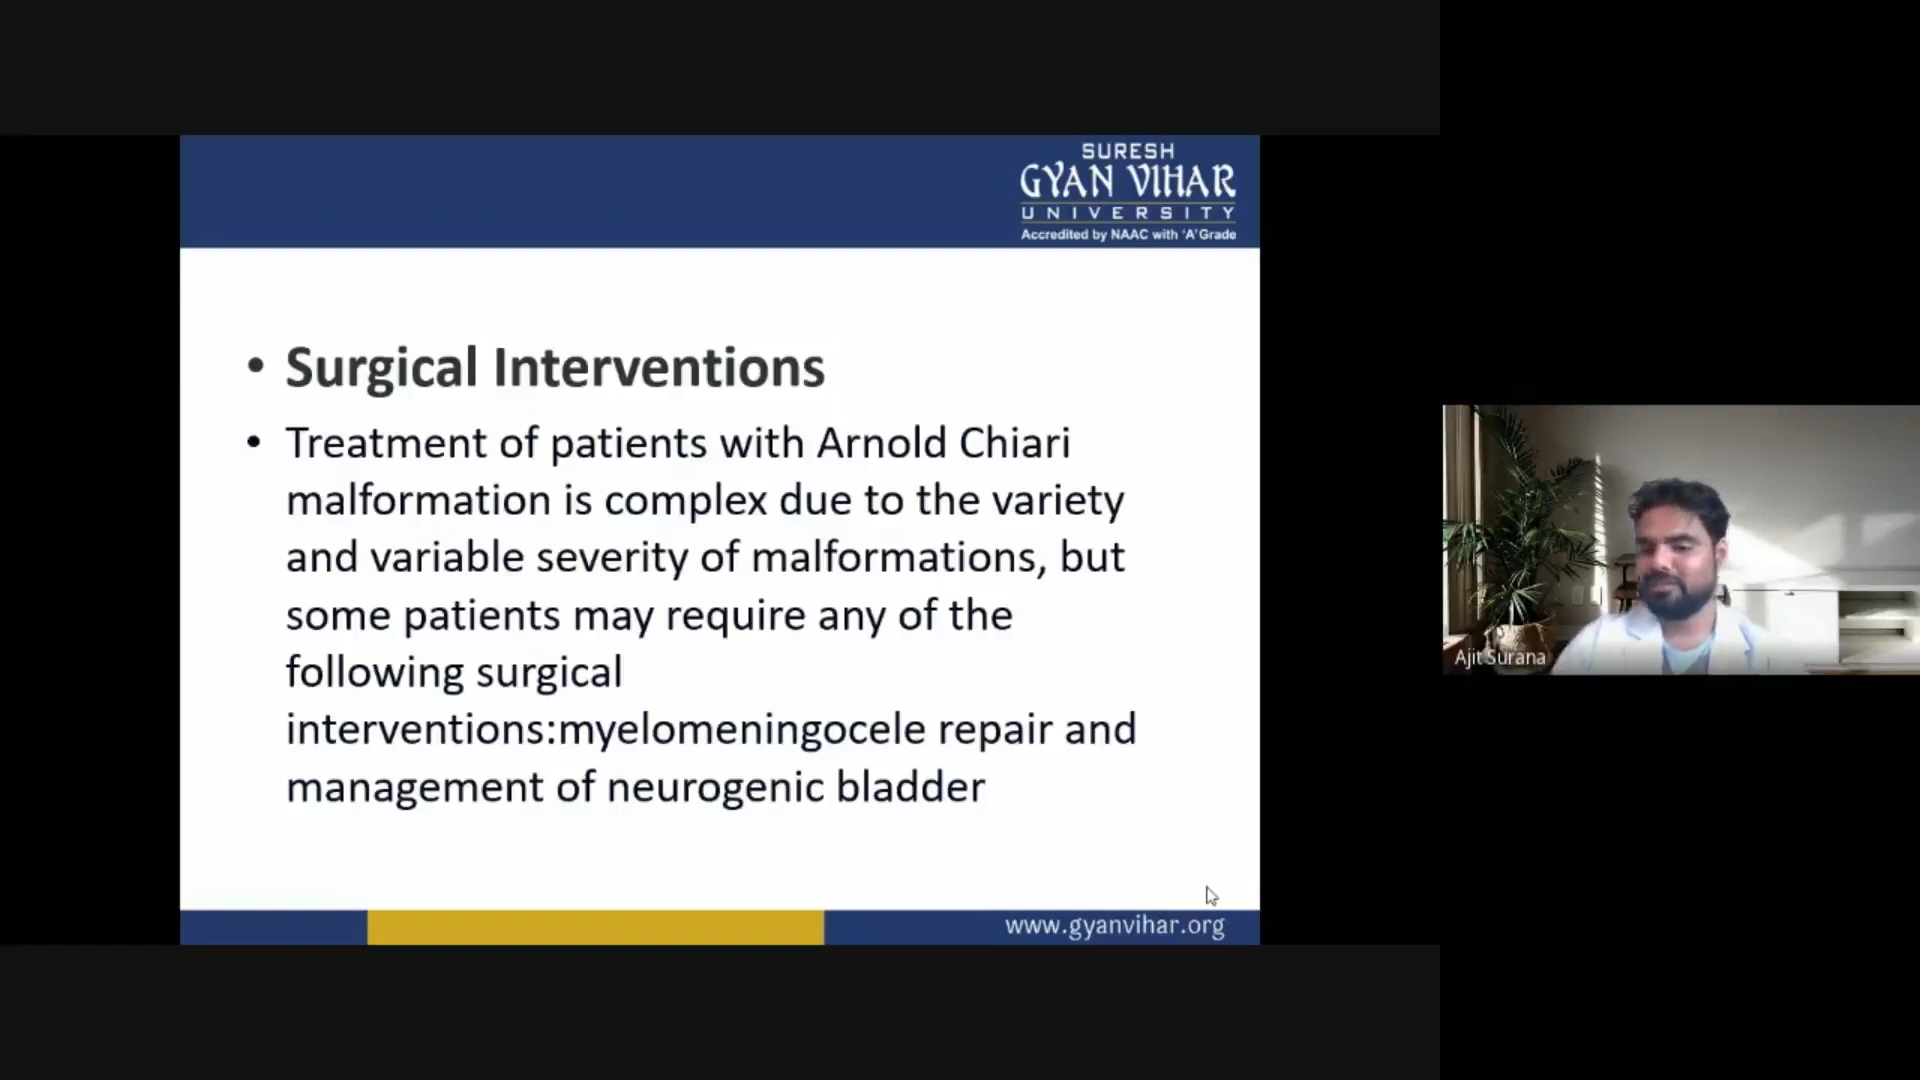 SURESH
GYAN VIHAR
UNIVERSITY
Accredited by NAAC with 'A' Grade
• Surgical Interventions
• Treatment of patients with Arnold Chiari
malformation is complex due to the variety
and variable severity of malformations, but
some patients may require any of the
following surgical
interventions:myelomeningocele repair and
management of neurogenic bladder
www.gyanvihar.org
Ajit Surana